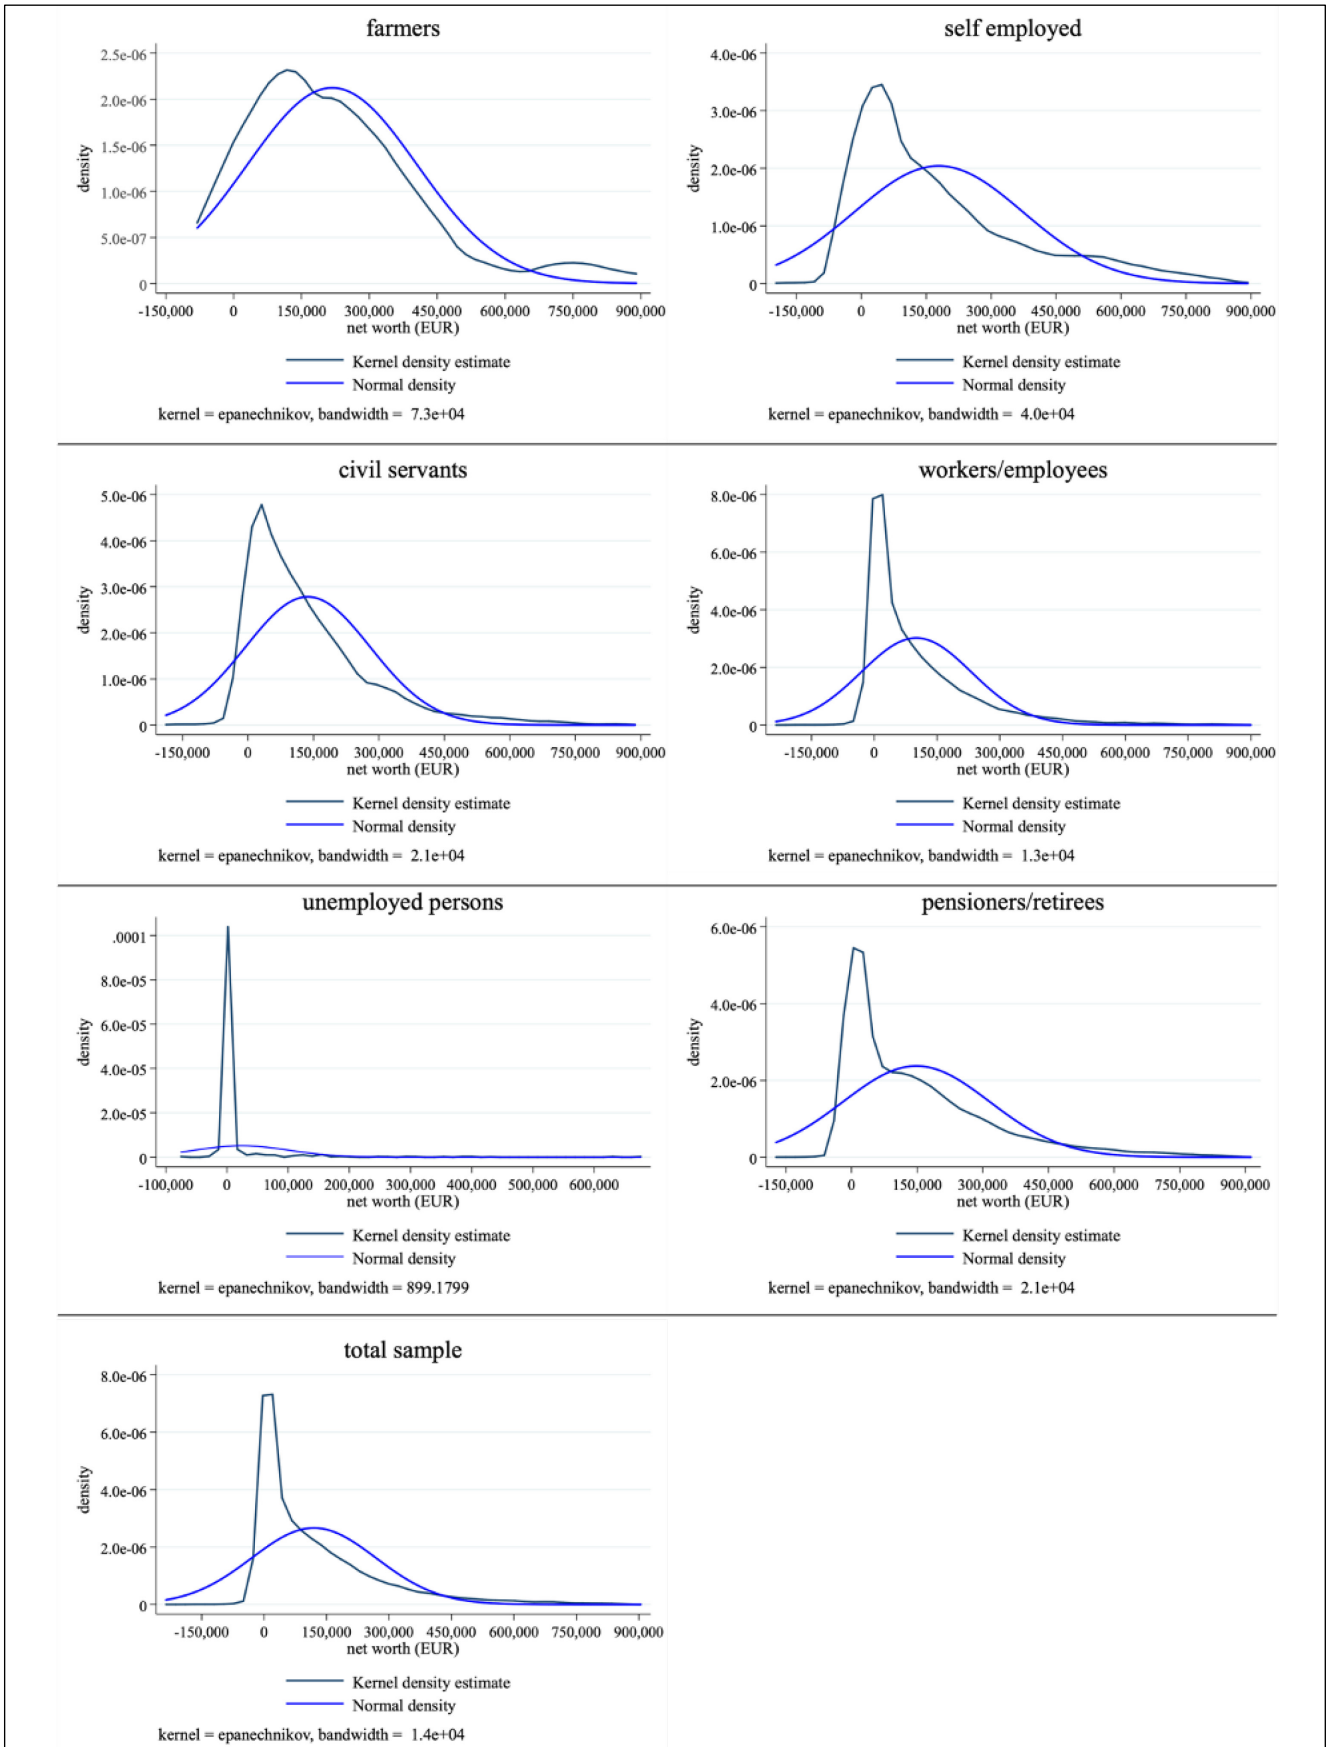 farmers
2.5e-06
2.0e-06
1.5e-06
1.0e-06
5.0e-07
0
density
-150,000 0 150,000 300,000 450,000 600,000 750,000 900,000
net worth (EUR)
Kernel density estimate
Normal density
kernel = epanechnikov, bandwidth = 7.3e+04
self employed
4.0e-06
3.0e-06
2.0e-06
1.0e-06
0
density
-150,000 0 150,000 300,000 450,000 600,000 750,000 900,000
net worth (EUR)
Kernel density estimate
Normal density
kernel = epanechnikov, bandwidth = 4.0e+04
civil servants
5.0e-06
4.0e-06
3.0e-06
2.0e-06
1.0e-06
0
density
-150,000 0 150,000 300,000 450,000 600,000 750,000 900,000
net worth (EUR)
Kernel density estimate
Normal density
kernel = epanechnikov, bandwidth = 2.1e+04
workers/employees
8.0e-06
6.0e-06
4.0e-06
2.0e-06
0
density
-150,000 0 150,000 300,000 450,000 600,000 750,000 900,000
net worth (EUR)
Kernel density estimate
Normal density
kernel = epanechnikov, bandwidth = 1.3e+04
unemployed persons
.0001
8.0e-05
6.0e-05
4.0e-05
2.0e-05
0
density
-100,000 0 100,000 200,000 300,000 400,000 500,000 600,000
net worth (EUR)
Kernel density estimate
Normal density
kernel = epanechnikov, bandwidth = 899.1799
pensioners/retirees
6.0e-06
4.0e-06
2.0e-06
0
density
-150,000 0 150,000 300,000 450,000 600,000 750,000 900,000
net worth (EUR)
Kernel density estimate
Normal density
kernel = epanechnikov, bandwidth = 2.1e+04
total sample
8.0e-06
6.0e-06
4.0e-06
2.0e-06
0
density
-150,000 0 150,000 300,000 450,000 600,000 750,000 900,000
net worth (EUR)
Kernel density estimate
Normal density
kernel = epanechnikov, bandwidth = 1.4e+04